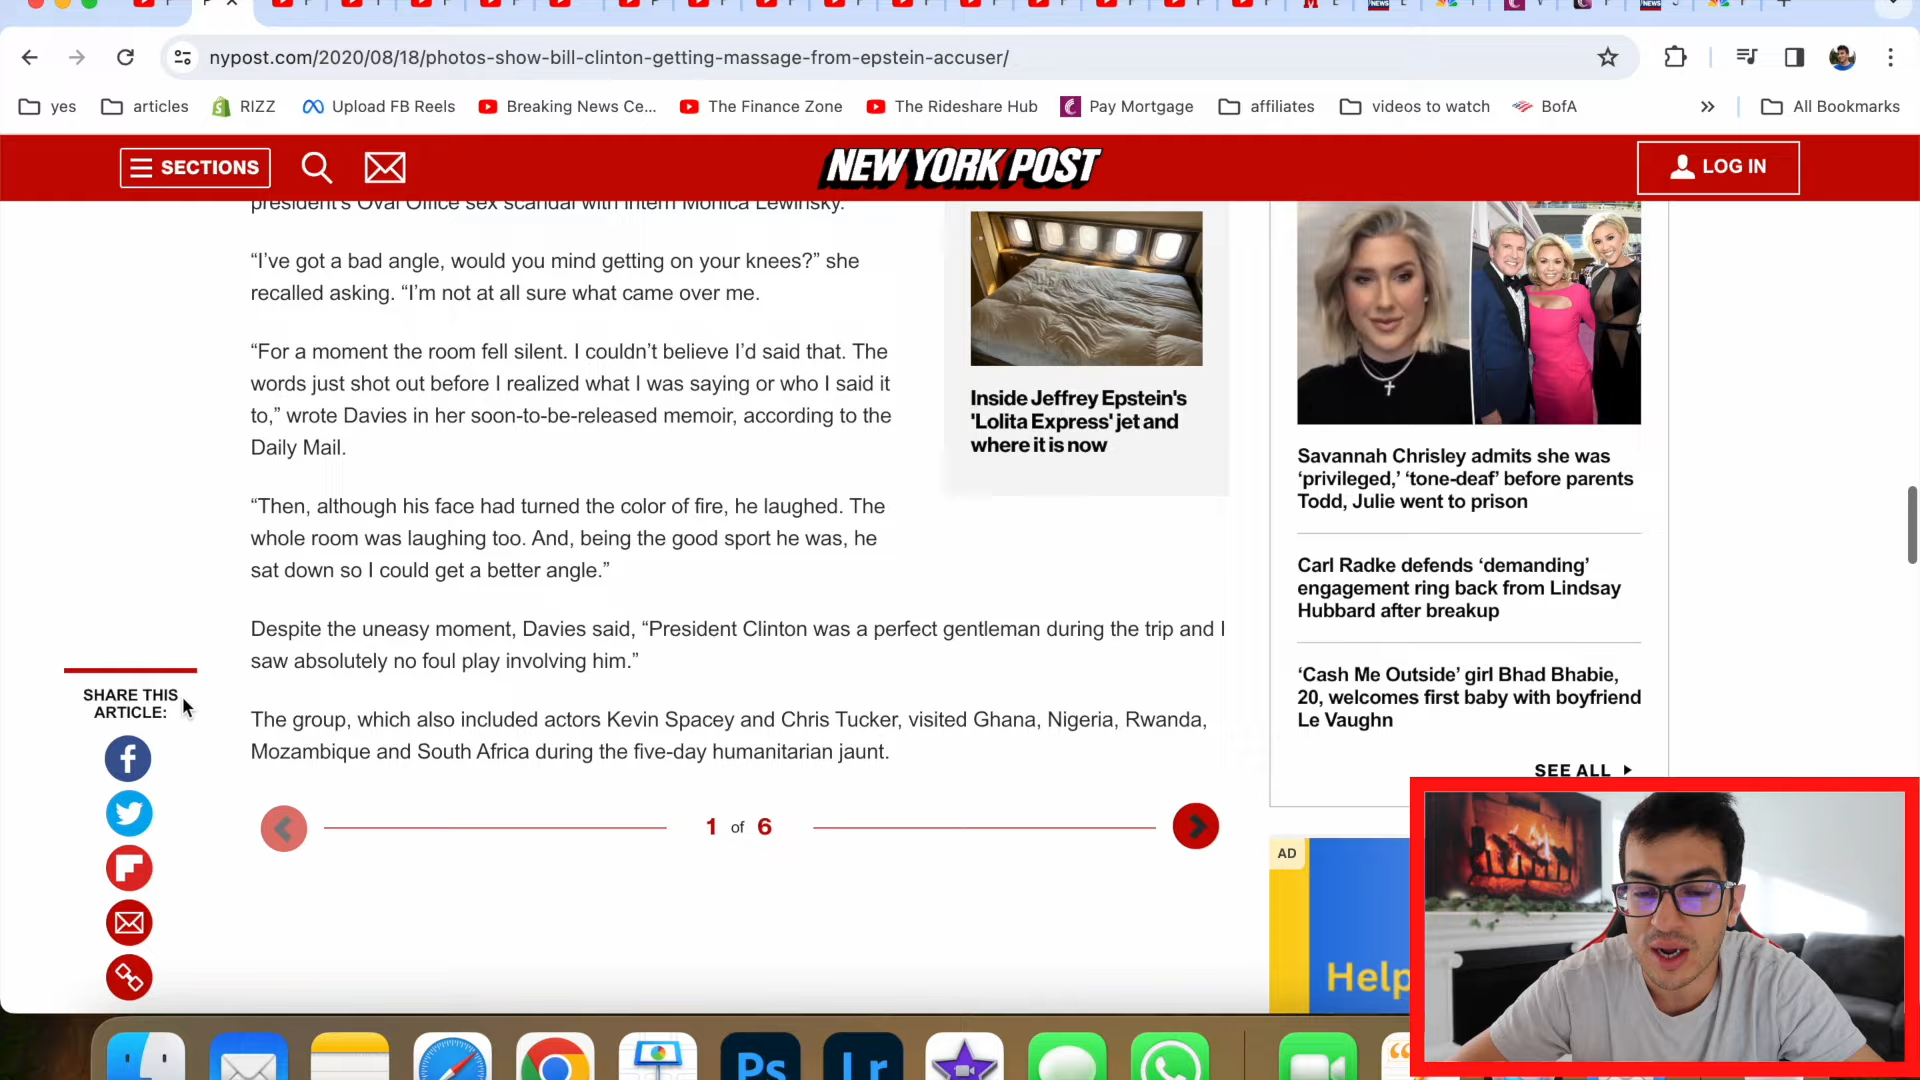 nypost.com/2020/08/18/photos-show-bill-clinton-getting-massage-from-epstein-accuser/
yes
articles
RIZZ
Upload FB Reels
Breaking News Ce...
The Finance Zone
The Rideshare Hub
Pay Mortgage
affiliates
videos to watch
BofA
All Bookmarks
SECTIONS
NEW YORK POST
LOG IN
president's Oval Office sex scandal with intern Monica Lewinsky.
“I’ve got a bad angle, would you mind getting on your knees?” she
recalled asking. “I’m not at all sure what came over me.
“For a moment the room fell silent. I couldn’t believe I’d said that. The
words just shot out before I realized what I was saying or who I said it
to,” wrote Davies in her soon-to-be-released memoir, according to the
Daily Mail.
“Then, although his face had turned the color of fire, he laughed. The
whole room was laughing too. And, being the good sport he was, he
sat down so I could get a better angle.”
Despite the uneasy moment, Davies said, “President Clinton was a perfect gentleman during the trip and I
saw absolutely no foul play involving him.”
The group, which also included actors Kevin Spacey and Chris Tucker, visited Ghana, Nigeria, Rwanda,
Mozambique and South Africa during the five-day humanitarian jaunt.
1 of 6
SHARE THIS
ARTICLE:
Inside Jeffrey Epstein's
'Lolita Express' jet and
where it is now
Savannah Chrisley admits she was
‘privileged,’ ‘tone-deaf’ before parents
Todd, Julie went to prison
Carl Radke defends ‘demanding’
engagement ring back from Lindsay
Hubbard after breakup
‘Cash Me Outside’ girl Bhad Bhabie,
20, welcomes first baby with boyfriend
Le Vaughn
SEE ALL
AD
Help
Ps
Lr